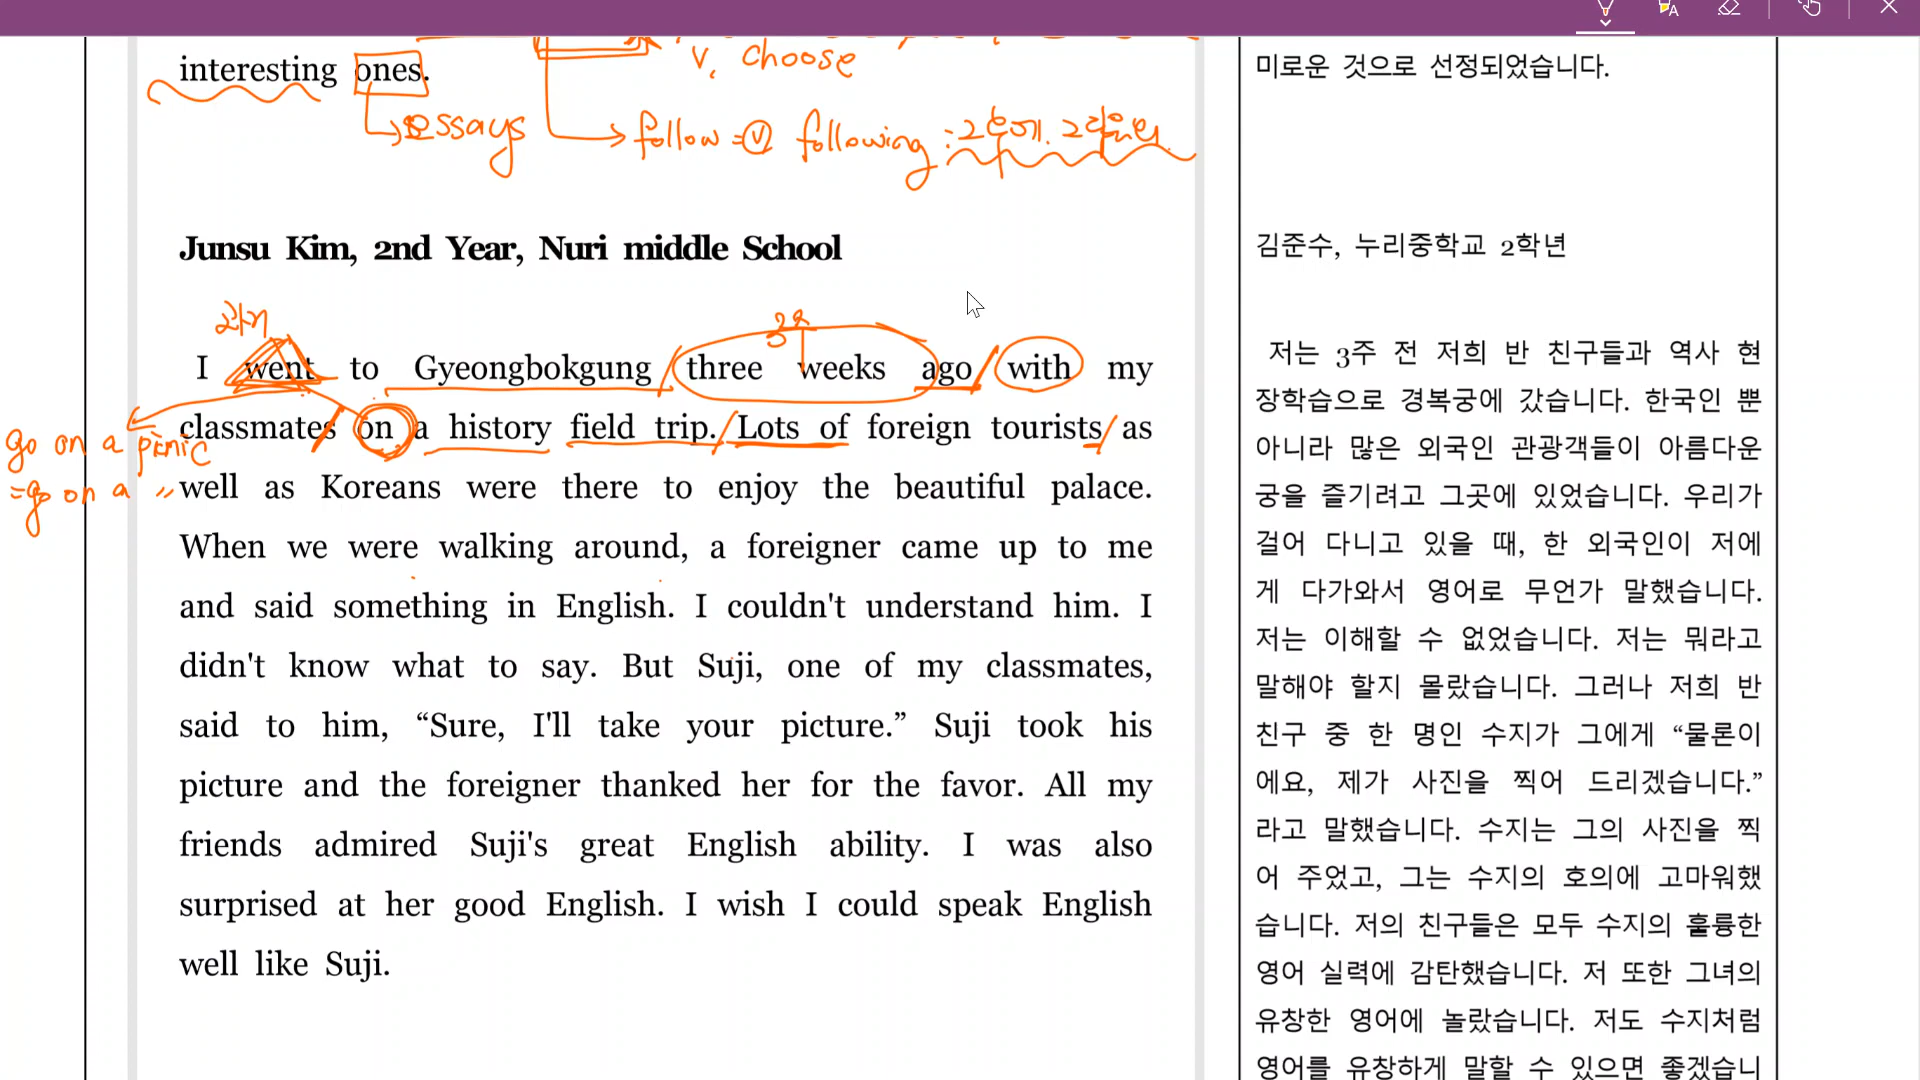 v. choose
interesting ones.
essays
follow = ⓥ following :
Junsu Kim, 2nd Year, Nuri middle School
I went to Gyeongbokgung three weeks ago with my
classmates on a history field trip. Lots of foreign tourists as
go on a picnic
= go on a 〃
well as Koreans were there to enjoy the beautiful palace.
When we were walking around, a foreigner came up to me
and said something in English. I couldn't understand him. I
didn't know what to say. But Suji, one of my classmates,
said to him, “Sure, I'll take your picture.” Suji took his
picture and the foreigner thanked her for the favor. All my
friends admired Suji's great English ability. I was also
surprised at her good English. I wish I could speak English
well like Suji.
미로운 것으로 선정되었습니다.
김준수, 누리중학교 2학년
저는 3주 전 저희 반 친구들과 역사 현
장학습으로 경복궁에 갔습니다. 한국인 뿐
아니라 많은 외국인 관광객들이 아름다운
궁을 즐기려고 그곳에 있었습니다. 우리가
걸어 다니고 있을 때, 한 외국인이 저에
게 다가와서 영어로 무언가 말했습니다.
저는 이해할 수 없었습니다. 저는 뭐라고
말해야 할지 몰랐습니다. 그러나 저희 반
친구 중 한 명인 수지가 그에게 “물론이
에요, 제가 사진을 찍어 드리겠습니다.”
라고 말했습니다. 수지는 그의 사진을 찍
어 주었고, 그는 수지의 호의에 고마워했
습니다. 저의 친구들은 모두 수지의 훌륭한
영어 실력에 감탄했습니다. 저 또한 그녀의
유창한 영어에 놀랐습니다. 저도 수지처럼
영어를 유창하게 말할 수 있으면 좋겠습니